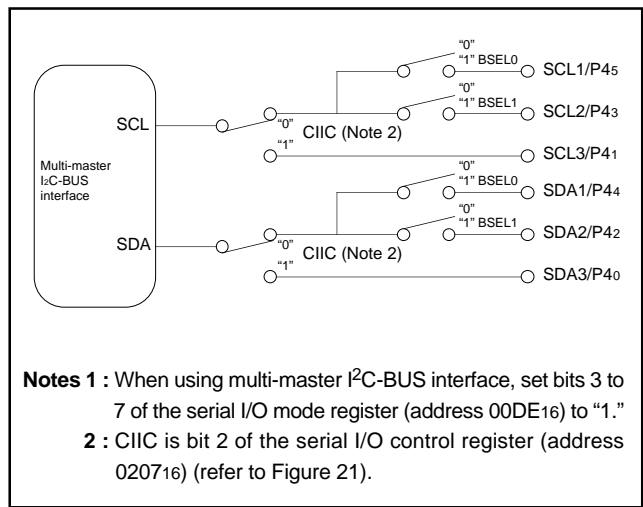 "0"
"1" BSEL0
SCL1/P45
"0"
"1" BSEL1
SCL2/P43
SCL
"0"
CIIC (Note 2)
"1"
SCL3/P41
Multi-master
I2C-BUS
interface
"0"
"1" BSEL0
SDA1/P44
"0"
"1" BSEL1
SDA2/P42
SDA
"0"
CIIC (Note 2)
"1"
SDA3/P40
Notes 1 : When using multi-master I2C-BUS interface, set bits 3 to
7 of the serial I/O mode register (address 00DE16) to “1.”
2 : CIIC is bit 2 of the serial I/O control register (address
020716) (refer to Figure 21).